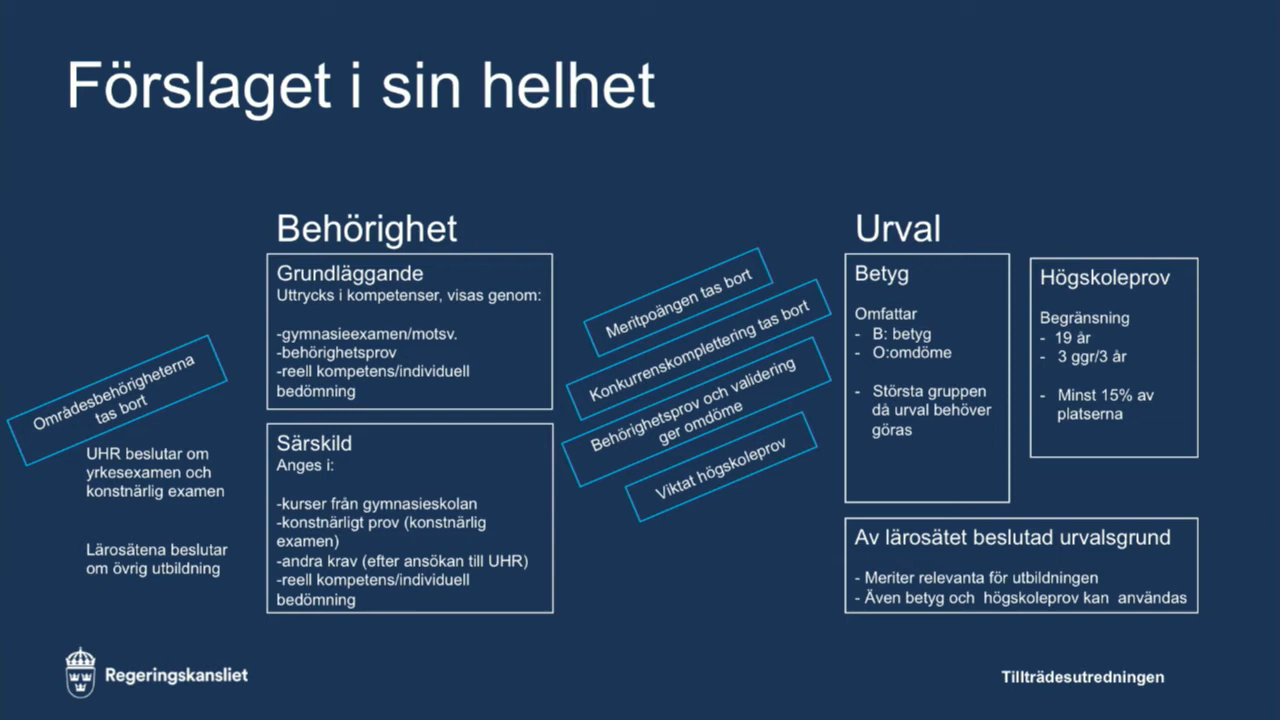 Förslaget i sin helhet
Områdesbehörigheterna
tas bort
UHR beslutar om
yrkesexamen och
konstnärlig examen
Lärosätena beslutar
om övrig utbildning
Behörighet
Grundläggande
Uttrycks i kompetenser, visas genom:
-gymnasieexamen/motsv.
-behörighetsprov
-reell kompetens/individuell
bedömning
Särskild
Anges i:
-kurser från gymnasieskolan
-konstnärligt prov (konstnärlig
examen)
-andra krav (efter ansökan till UHR)
-reell kompetens/individuell
bedömning
Meritpoängen tas bort
Konkurrenskomplettering tas bort
Behörighetsprov och validering
ger omdöme
Viktat högskoleprov
Urval
Betyg
Omfattar
- B: betyg
- O:omdöme
- Största gruppen
då urval behöver
göras
Högskoleprov
Begränsning
- 19 år
- 3 ggr/3 år
- Minst 15% av
platserna
Av lärosätet beslutad urvalsgrund
- Meriter relevanta för utbildningen
- Även betyg och högskoleprov kan användas
Regeringskansliet
Tillträdesutredningen